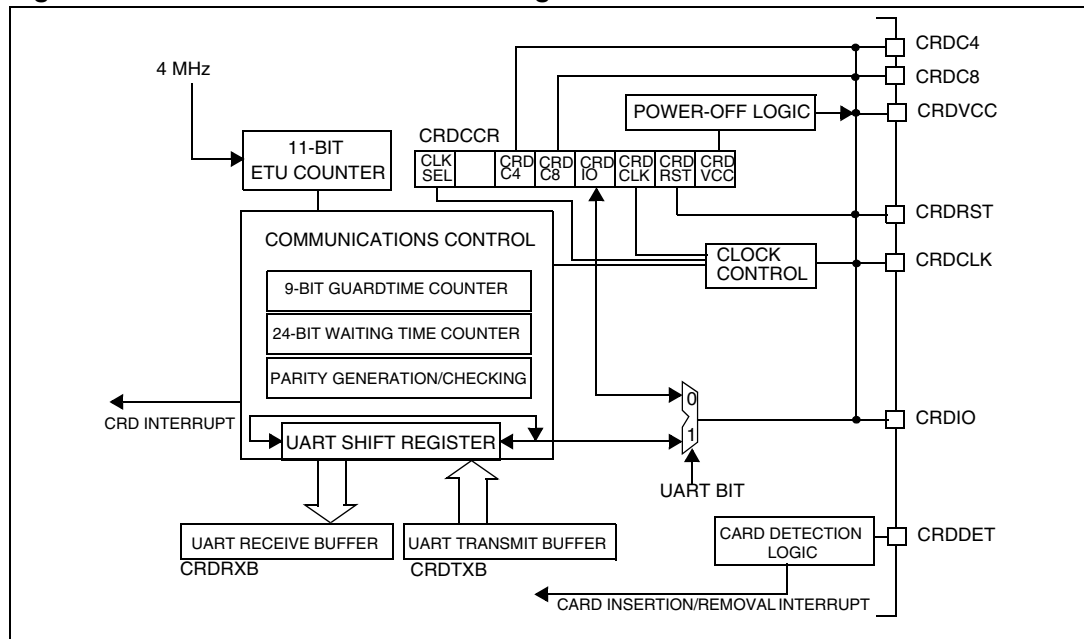 CRDC4
4 MHz
CRDC8
POWER-OFF LOGIC
CRDVCC
CRDCCR
11-BIT
ETU COUNTER
CLK
SEL
CRD
C4
CRD
C8
CRD
IO
CRD
CLK
CRD
RST
CRD
VCC
CRDRST
COMMUNICATIONS CONTROL
CLOCK
CONTROL
CRDCLK
9-BIT GUARDTIME COUNTER
24-BIT WAITING TIME COUNTER
PARITY GENERATION/CHECKING
0
1
CRDIO
CRD INTERRUPT
UART SHIFT REGISTER
UART BIT
UART RECEIVE BUFFER
UART TRANSMIT BUFFER
CARD DETECTION
LOGIC
CRDDET
CRDRXB
CRDTXB
CARD INSERTION/REMOVAL INTERRUPT